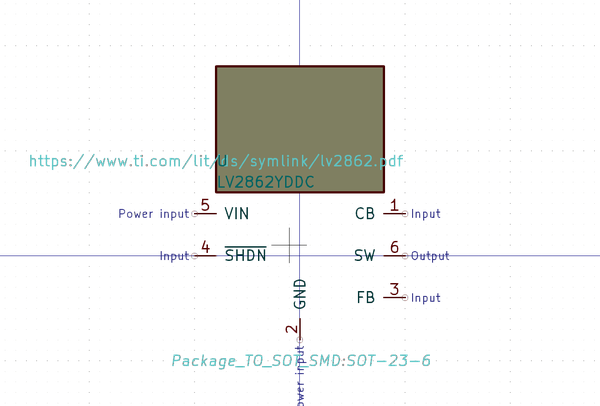 https://www.ti.com/lit/ds/symlink/lv2862.pdf
LV2862YDDC
Power input 5 VIN CB 1 Input
Input 4 SHDN SW 6 Output
FB 3 Input
GND
2
Package_TO_SOT_SMD:SOT-23-6
ower input